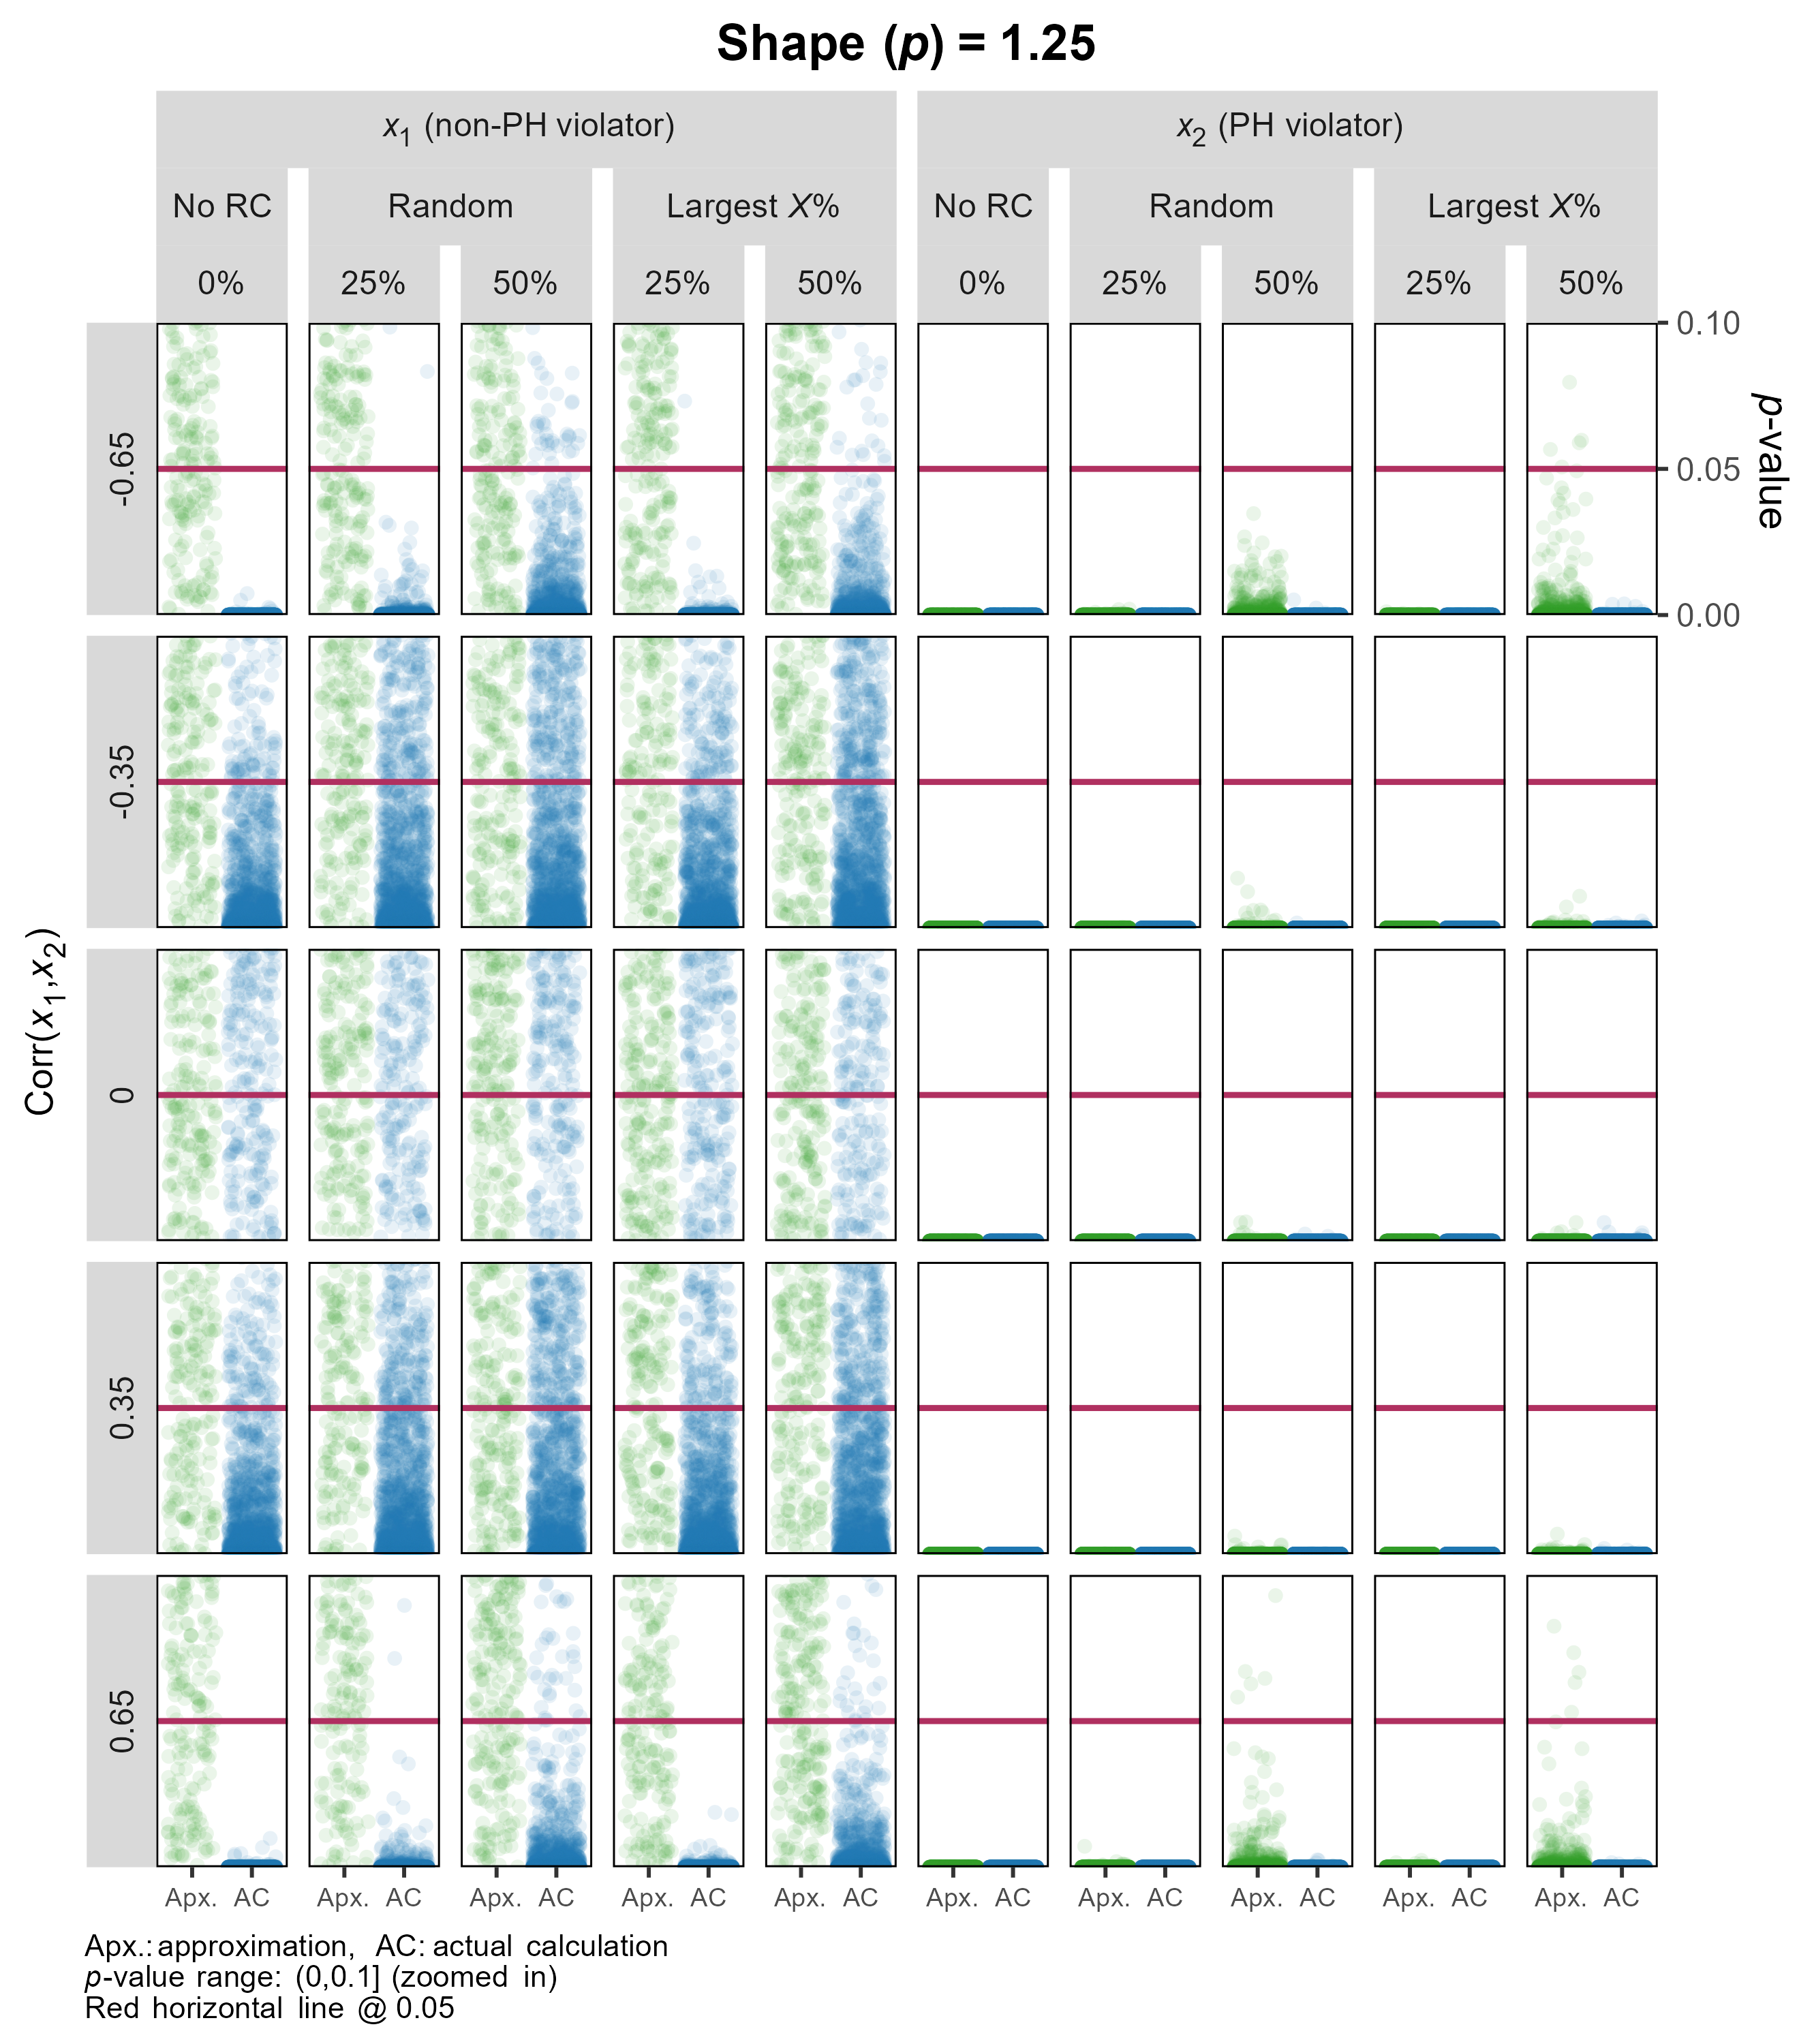 Shape (p) = 1.25
x1 (non-PH violator) x2 (PH violator)
No RC Random Largest X% No RC Random Largest X%
0% 25% 50% 25% 50% 0% 25% 50% 25% 50%
-0.65
-0.35
0
0.35
0.65
Corr(x1,x2)
0.10
0.05
0.00
p-value
Apx. AC Apx. AC Apx. AC Apx. AC Apx. AC Apx. AC Apx. AC Apx. AC Apx. AC Apx. AC
Apx.: approximation, AC: actual calculation
p-value range: (0,0.1] (zoomed in)
Red horizontal line @ 0.05